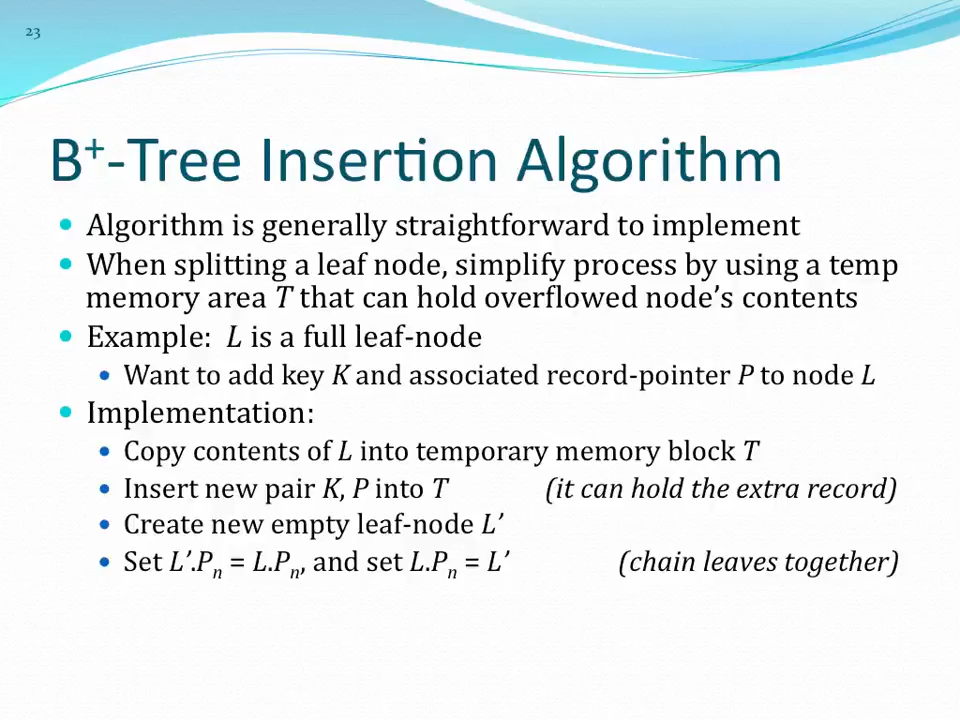 23
B⁺-Tree Insertion Algorithm
• Algorithm is generally straightforward to implement
• When splitting a leaf node, simplify process by using a temp
memory area T that can hold overflowed node’s contents
• Example: L is a full leaf-node
• Want to add key K and associated record-pointer P to node L
• Implementation:
• Copy contents of L into temporary memory block T
• Insert new pair K, P into T (it can hold the extra record)
• Create new empty leaf-node L’
• Set L’.Pₙ = L.Pₙ, and set L.Pₙ = L’ (chain leaves together)